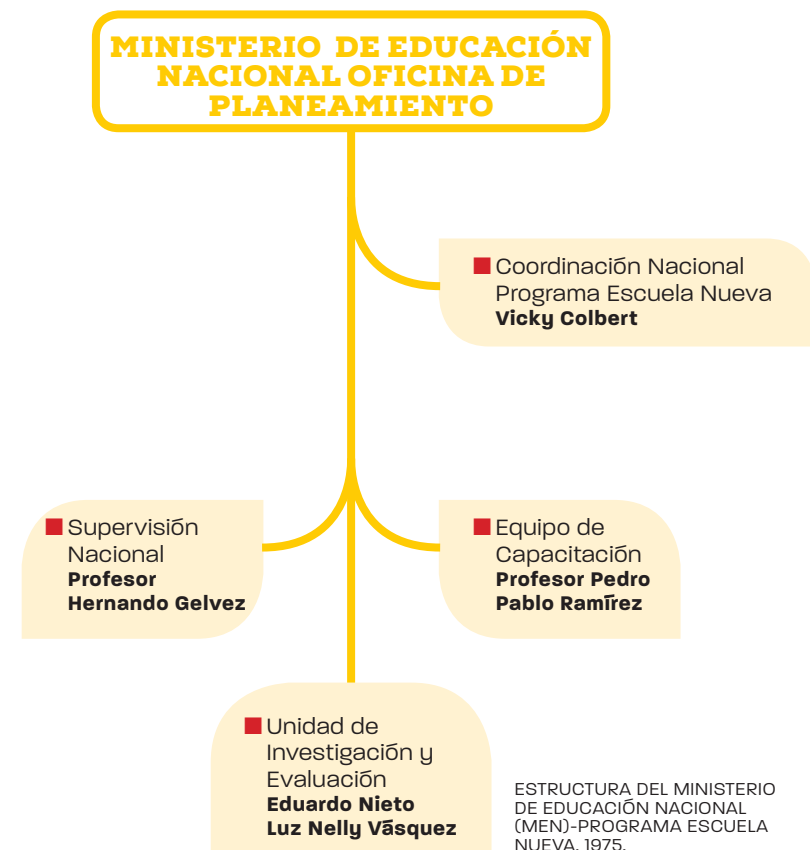 MINISTERIO DE EDUCACIÓN
NACIONAL OFICINA DE
PLANEAMIENTO
Coordinación Nacional
Programa Escuela Nueva
Vicky Colbert
Supervisión
Nacional
Profesor
Hernando Gelvez
Equipo de
Capacitación
Profesor Pedro
Pablo Ramírez
Unidad de
Investigación y
Evaluación
Eduardo Nieto
Luz Nelly Vásquez
ESTRUCTURA DEL MINISTERIO
DE EDUCACIÓN NACIONAL
(MEN)-PROGRAMA ESCUELA
NUEVA, 1975.